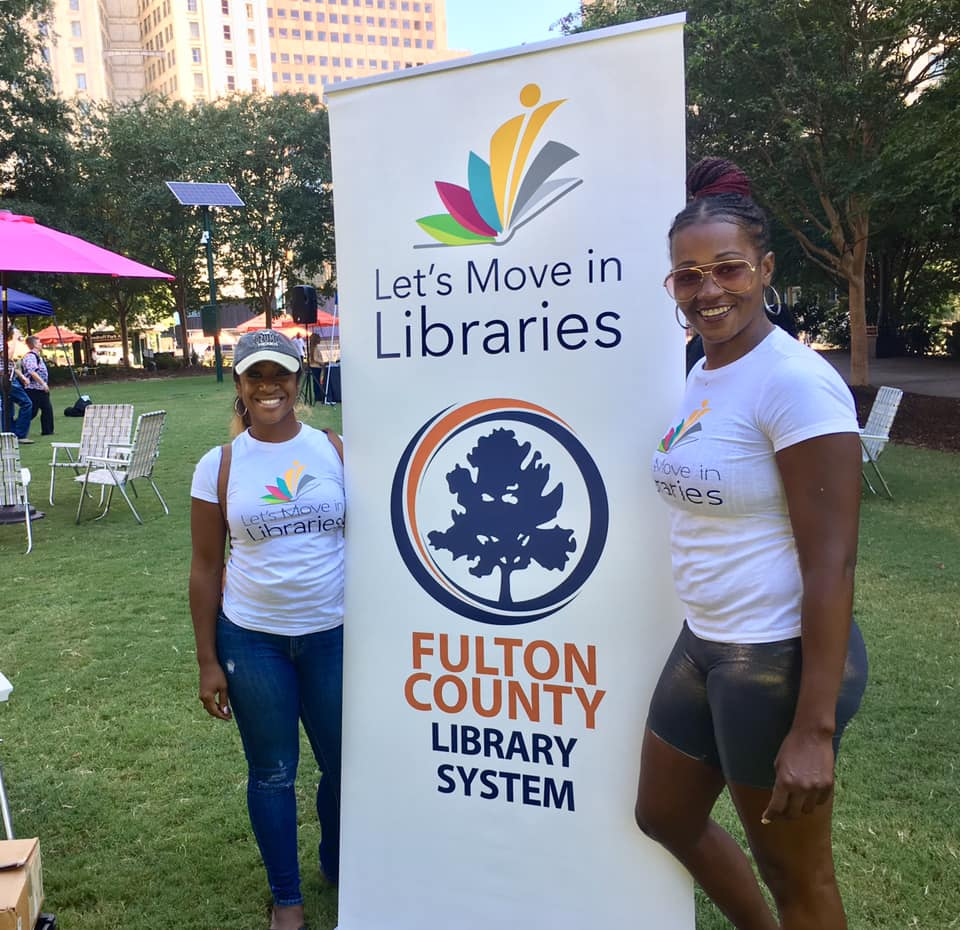 Let's Move in
Libraries
FULTON
COUNTY
LIBRARY
SYSTEM
Let's Move in
Libraries
Move in
raries